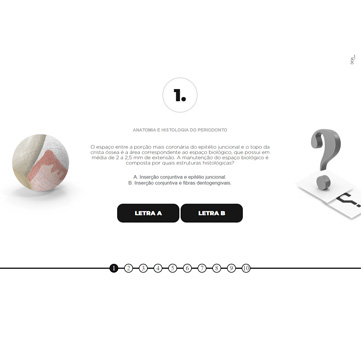 1.
ANATOMIA E HISTOLOGIA DO PERIODONTO
O espaço entre a porção mais coronária do epitélio juncional e o topo da
crista óssea é a área correspondente ao espaço biológico, que possui em
média de 2 a 2,5 mm de extensão. A manutenção do espaço biológico é
composta por quais estruturas histológicas?
A. Inserção conjuntiva e epitélio juncional.
B. Inserção conjuntiva e fibras dentogengivais.
LETRA A LETRA B
1 2 3 4 5 6 7 8 9 10